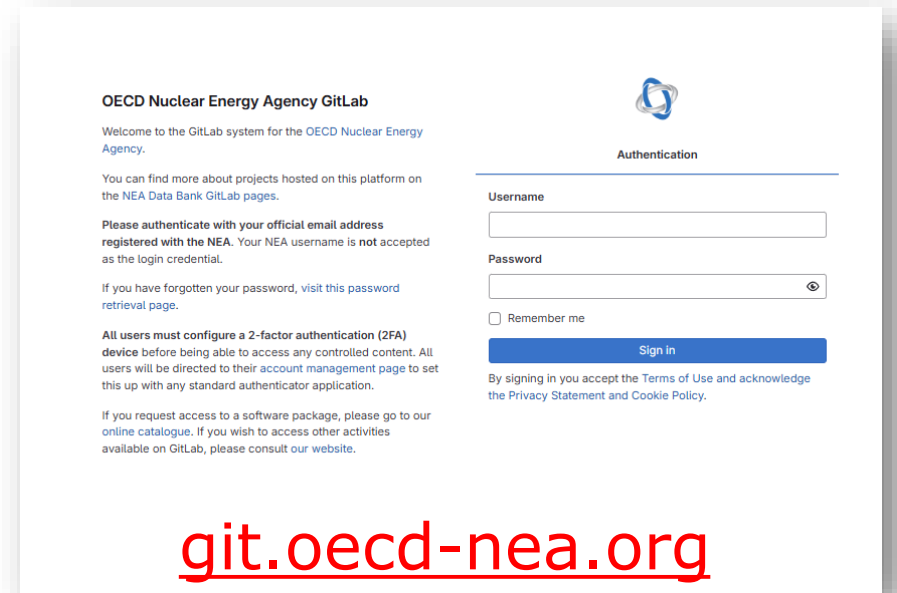 OECD Nuclear Energy Agency GitLab
Welcome to the GitLab system for the OECD Nuclear Energy
Agency.
You can find more about projects hosted on this platform on
the NEA Data Bank GitLab pages.
Please authenticate with your official email address
registered with the NEA. Your NEA username is not accepted
as the login credential.
If you have forgotten your password, visit this password
retrieval page.
All users must configure a 2-factor authentication (2FA)
device before being able to access any controlled content. All
users will be directed to their account management page to set
this up with any standard authenticator application.
If you request access to a software package, please go to our
online catalogue. If you wish to access other activities
available on GitLab, please consult our website.
Authentication
Username
Password
Remember me
Sign in
By signing in you accept the Terms of Use and acknowledge
the Privacy Statement and Cookie Policy.
git.oecd-nea.org